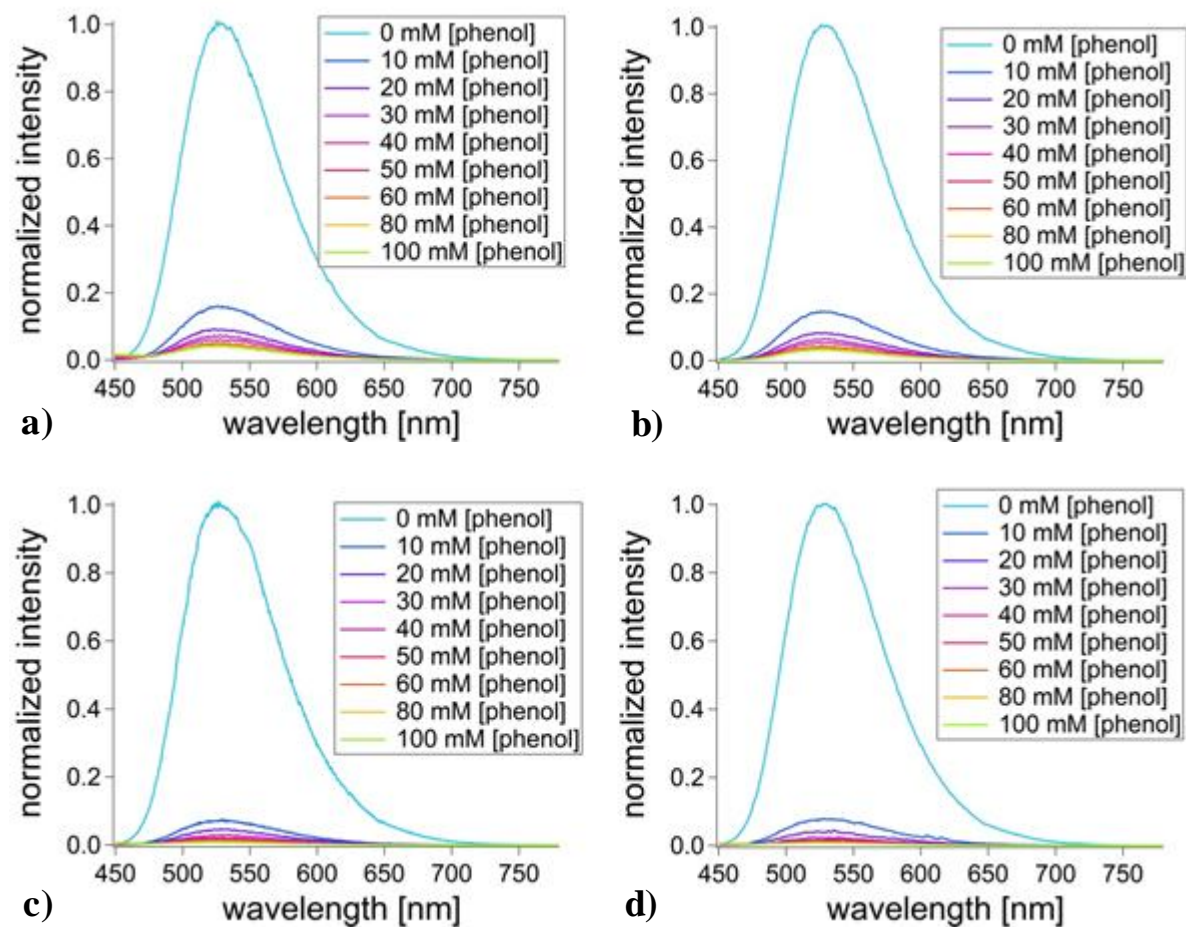 normalized intensity
1.0
0.8
0.6
0.4
0.2
0.0
0 mM [phenol]
10 mM [phenol]
20 mM [phenol]
30 mM [phenol]
40 mM [phenol]
50 mM [phenol]
60 mM [phenol]
80 mM [phenol]
100 mM [phenol]
450 500 550 600 650 700 750
wavelength [nm]
a)
normalized intensity
1.0
0.8
0.6
0.4
0.2
0.0
0 mM [phenol]
10 mM [phenol]
20 mM [phenol]
30 mM [phenol]
40 mM [phenol]
50 mM [phenol]
60 mM [phenol]
80 mM [phenol]
100 mM [phenol]
450 500 550 600 650 700 750
wavelength [nm]
b)
normalized intensity
1.0
0.8
0.6
0.4
0.2
0.0
0 mM [phenol]
10 mM [phenol]
20 mM [phenol]
30 mM [phenol]
40 mM [phenol]
50 mM [phenol]
60 mM [phenol]
80 mM [phenol]
100 mM [phenol]
450 500 550 600 650 700 750
wavelength [nm]
c)
normalized intensity
1.0
0.8
0.6
0.4
0.2
0.0
0 mM [phenol]
10 mM [phenol]
20 mM [phenol]
30 mM [phenol]
40 mM [phenol]
50 mM [phenol]
60 mM [phenol]
80 mM [phenol]
100 mM [phenol]
450 500 550 600 650 700 750
wavelength [nm]
d)